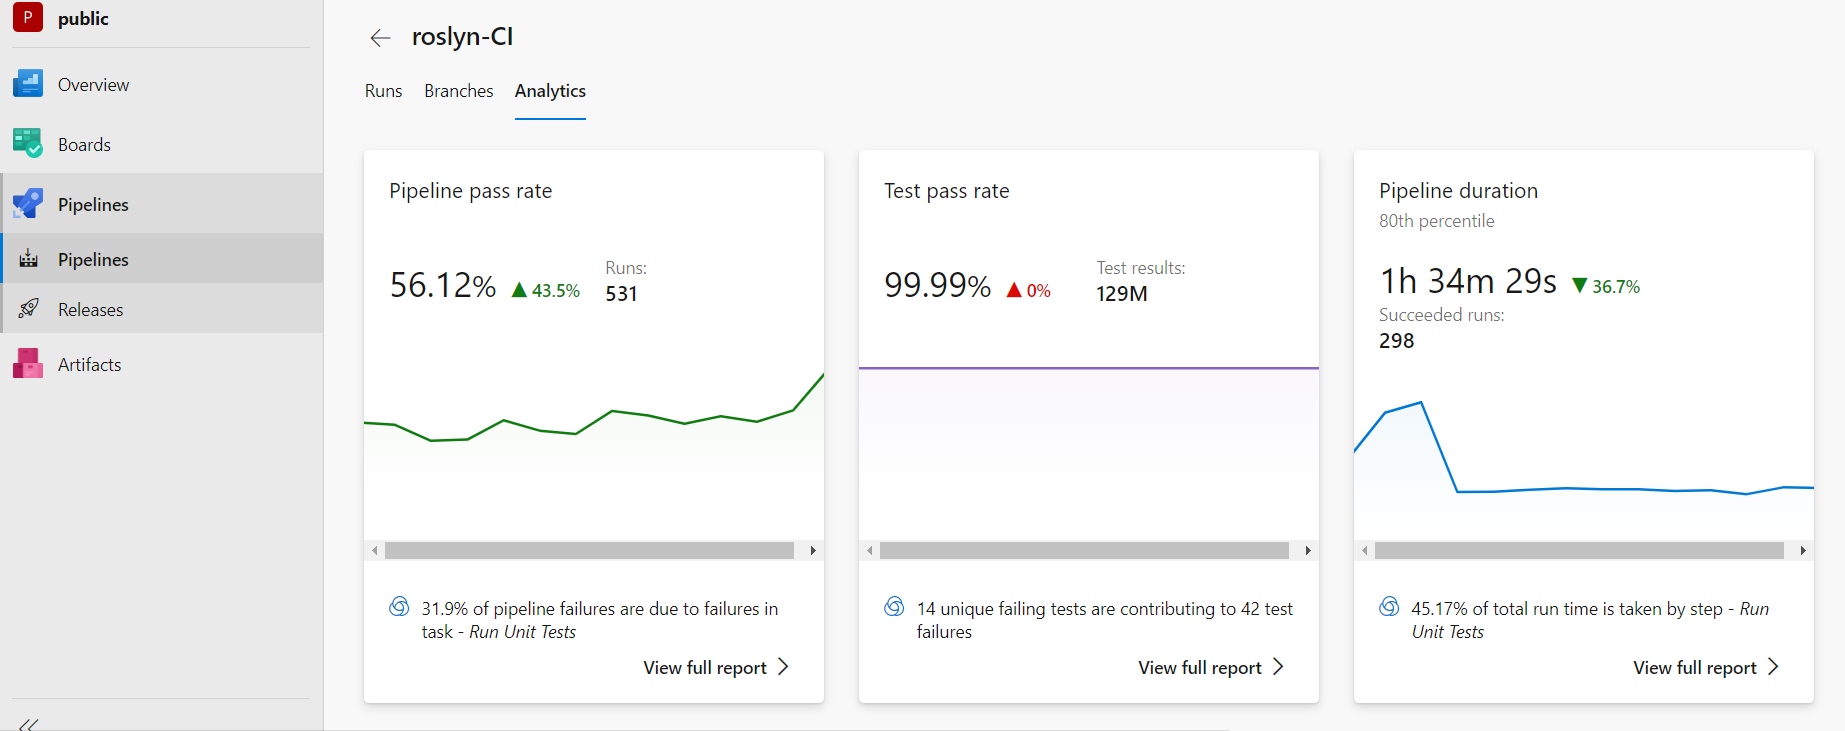 P public
Overview
Boards
Pipelines
Pipelines
Releases
Artifacts
roslyn-CI
Runs Branches Analytics
Pipeline pass rate
56.12% ▲ 43.5%
Runs:
531
31.9% of pipeline failures are due to failures in
task - Run Unit Tests
View full report
Test pass rate
99.99% ▲ 0%
Test results:
129M
14 unique failing tests are contributing to 42 test
failures
View full report
Pipeline duration
80th percentile
1h 34m 29s ▼ 36.7%
Succeeded runs:
298
45.17% of total run time is taken by step - Run
Unit Tests
View full report